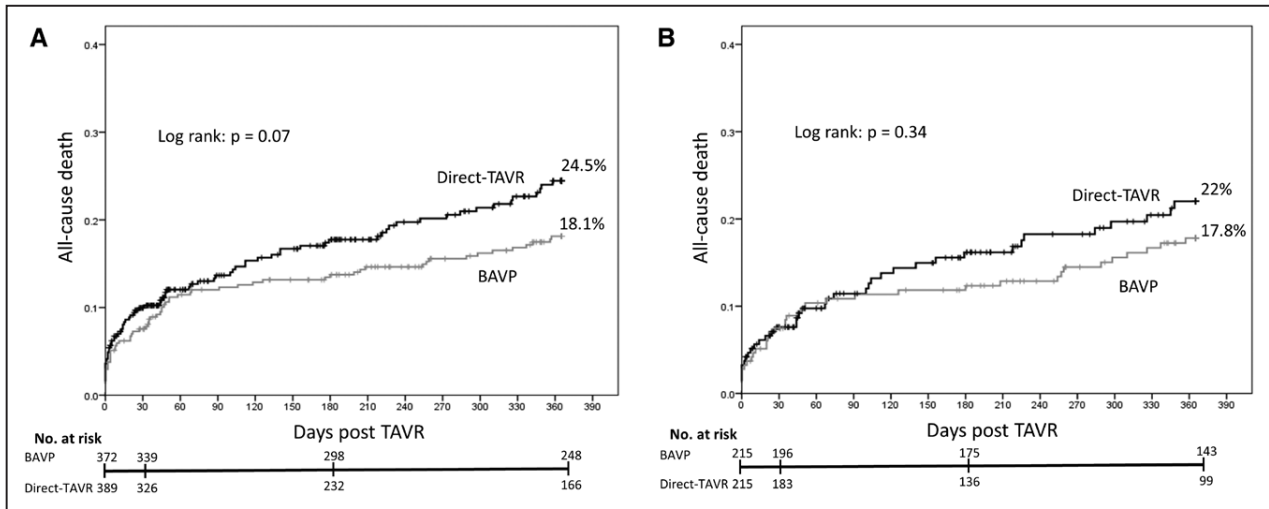 A
All-cause death
0.4
0.3
0.2
0.1
0.0
Log rank: p = 0.07
24.5%
Direct-TAVR
18.1%
BAVP
0 30 60 90 120 150 180 210 240 270 300 330 360 390
Days post TAVR
No. at risk
BAVP 372 339 298 248
Direct-TAVR 389 326 232 166
B
All-cause death
0.4
0.3
0.2
0.1
0.0
Log rank: p = 0.34
22%
Direct-TAVR
17.8%
BAVP
0 30 60 90 120 150 180 210 240 270 300 330 360 390
Days post TAVR
No. at risk
BAVP 215 196 175 143
Direct-TAVR 215 183 136 99